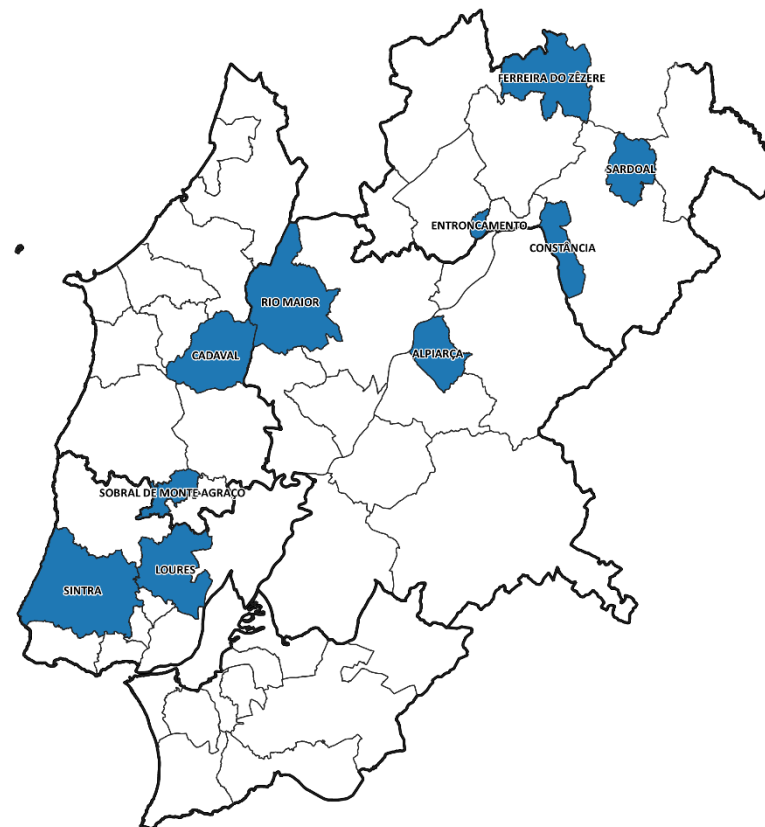 FERREIRA DO ZÊZERE
SARDOAL
ENTRONCAMENTO
CONSTÂNCIA
RIO MAIOR
ALPIARÇA
CADAVAL
SOBRAL DE MONTE AGRAÇO
LOURES
SINTRA